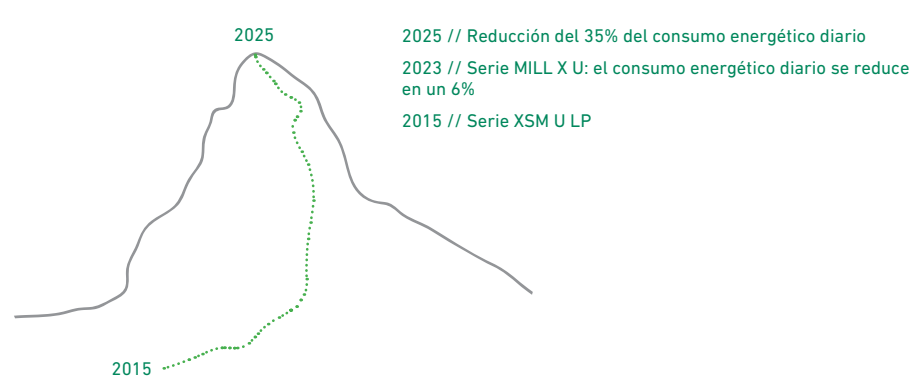 2025
2025 // Reducción del 35% del consumo energético diario
2023 // Serie MILL X U: el consumo energético diario se reduce
en un 6%
2015 // Serie XSM U LP
2015